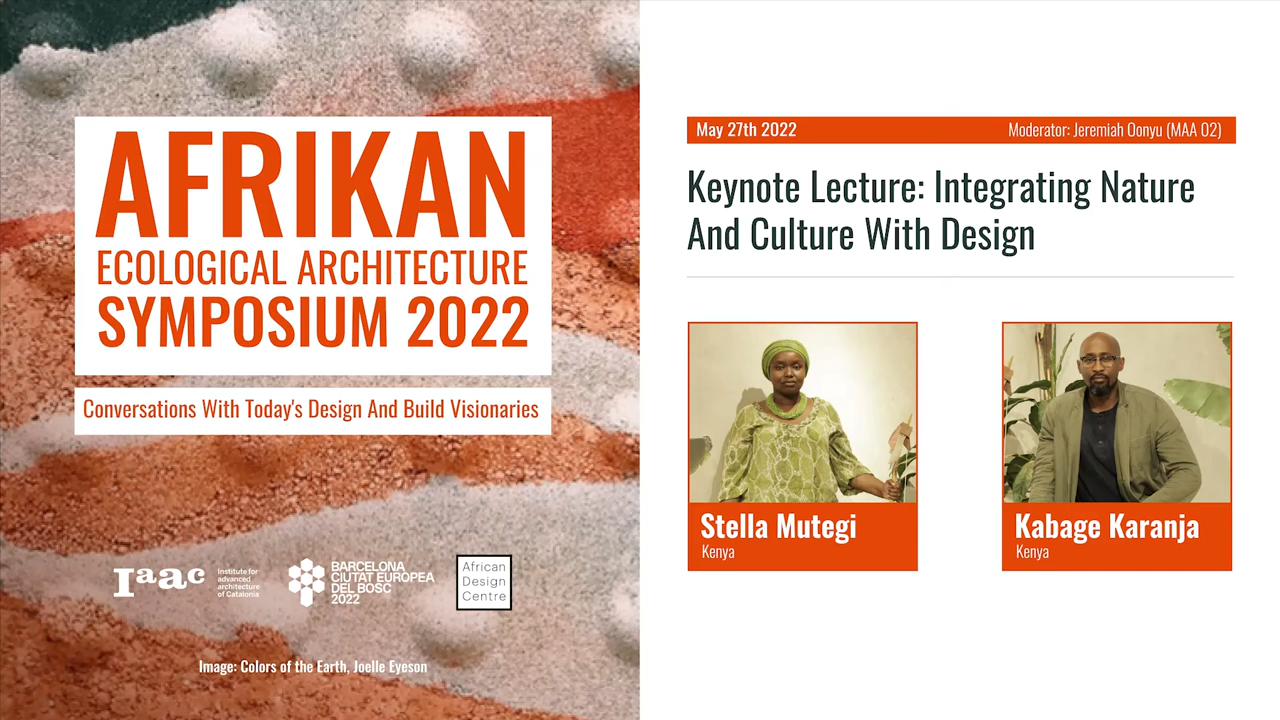 AFRIKAN
ECOLOGICAL ARCHITECTURE
SYMPOSIUM 2022
Conversations With Today's Design And Build Visionaries
Iaac
Institute for
advanced
architecture
of Catalonia
BARCELONA
CIUTAT EUROPEA
DEL BOSC
2022
African
Design
Centre
Image: Colors of the Earth, Joelle Eyeson
May 27th 2022
Moderator: Jeremiah Oonyu (MAA 02)
Keynote Lecture: Integrating Nature
And Culture With Design
Stella Mutegi
Kenya
Kabage Karanja
Kenya